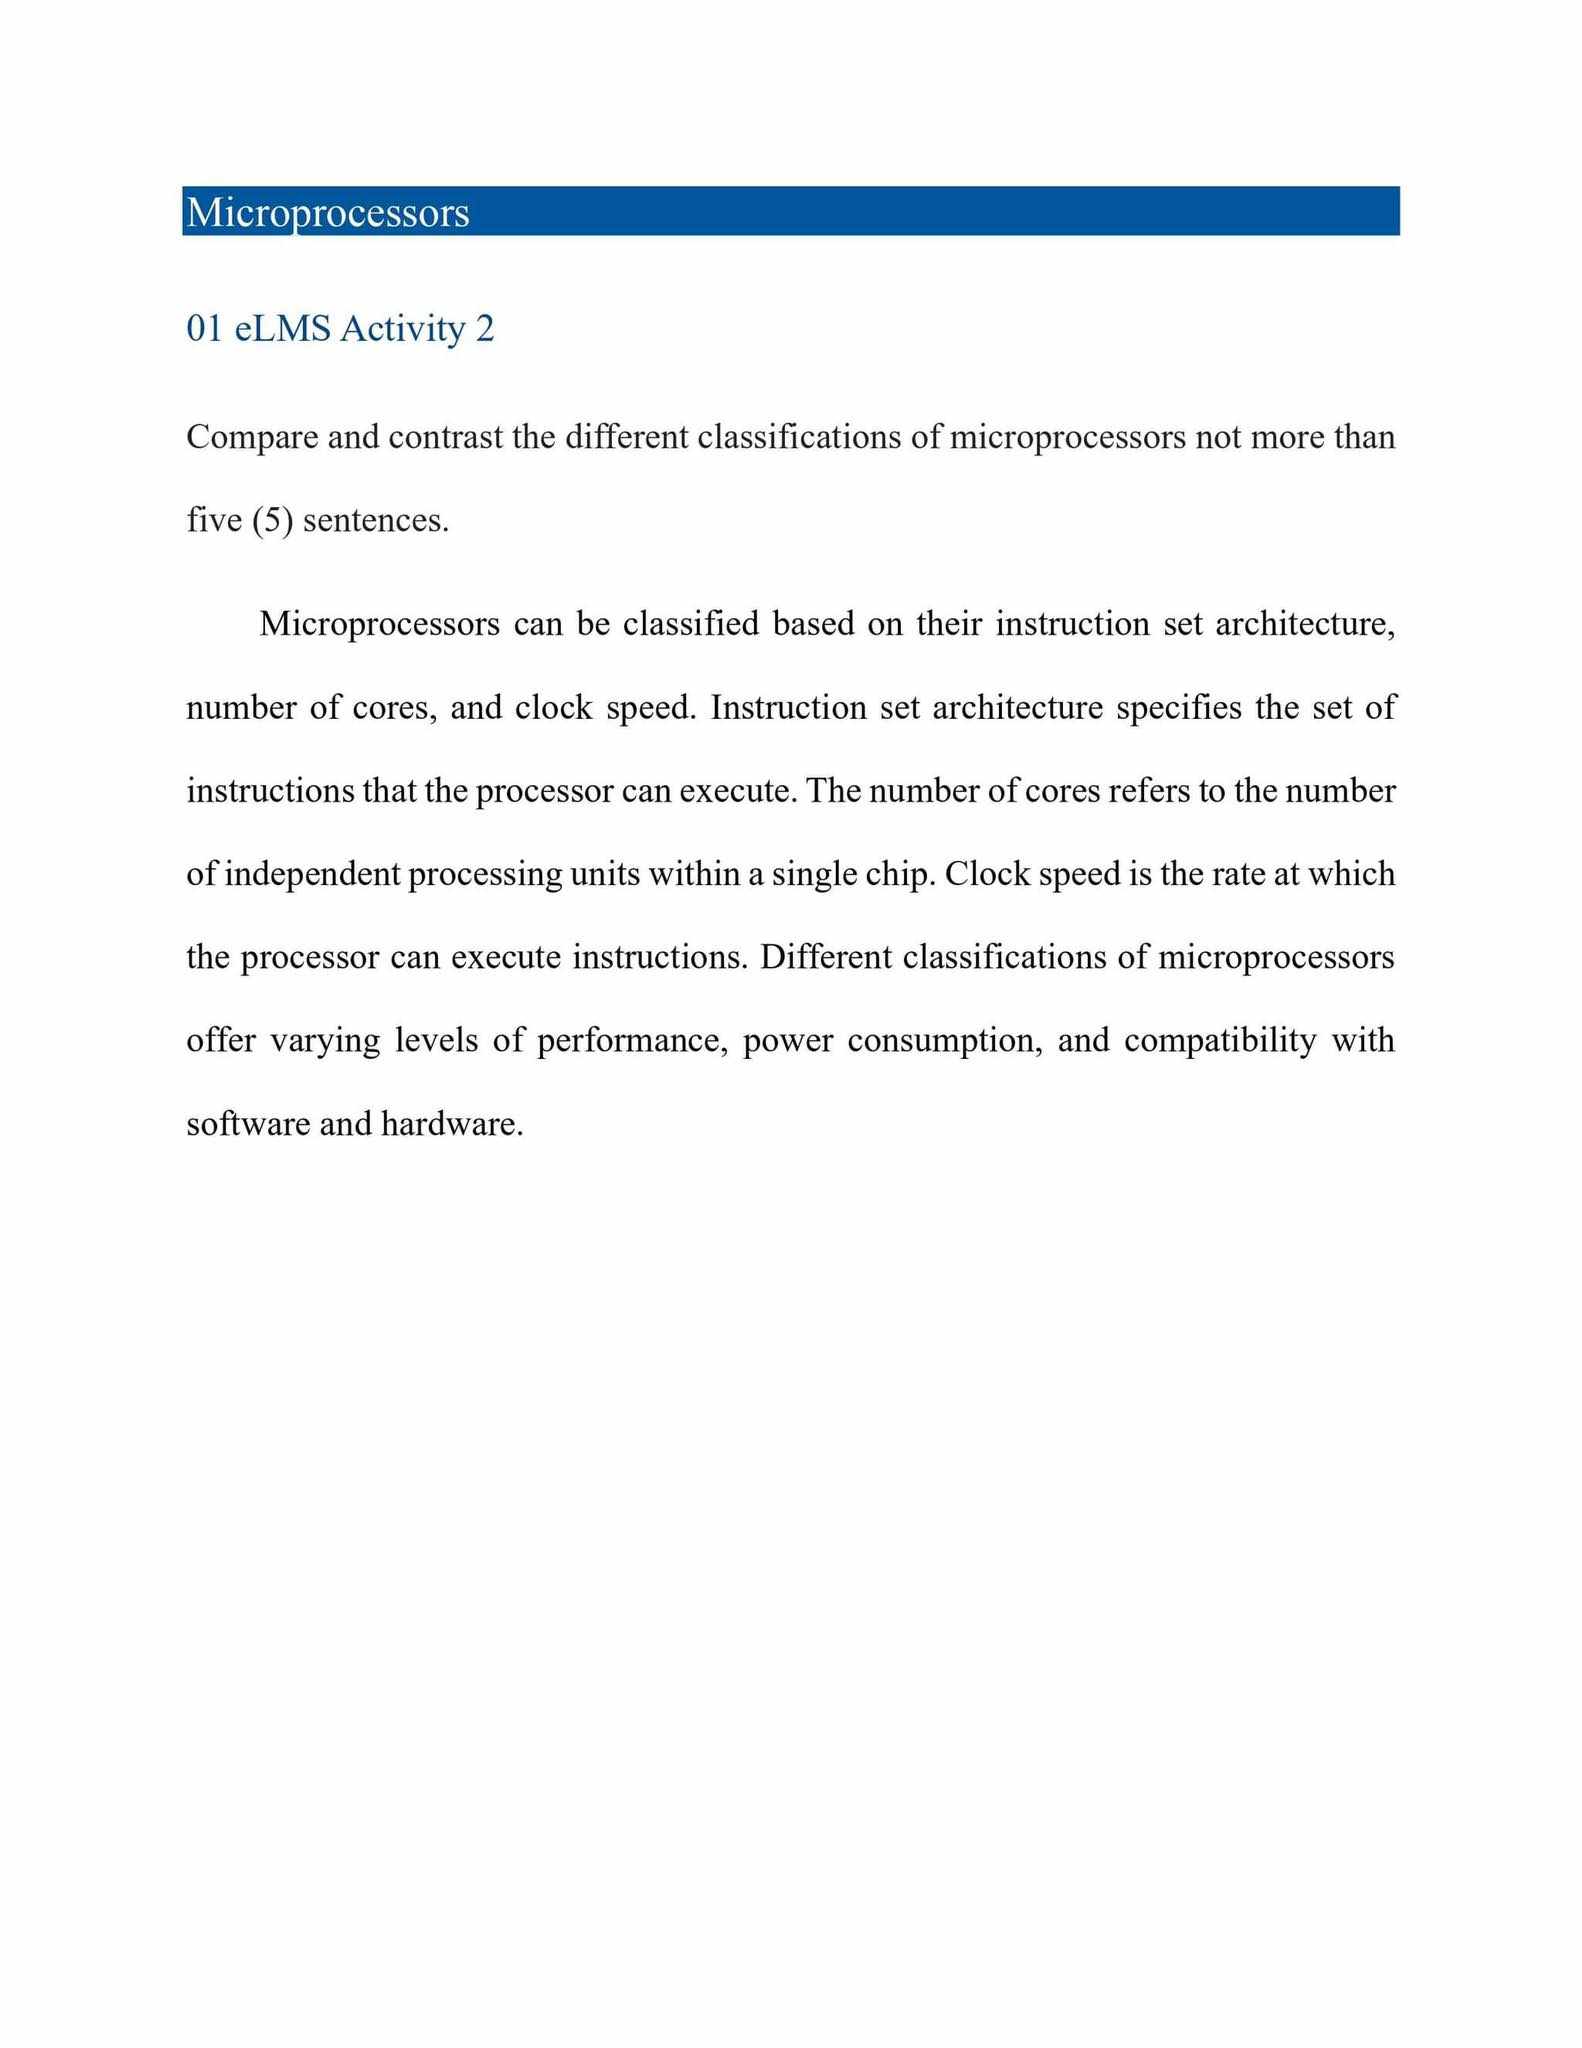 Microprocessors
01 eLMS Activity 2
Compare and contrast the different classifications of microprocessors not more than
five (5) sentences.
Microprocessors can be classified based on their instruction set architecture,
number of cores, and clock speed. Instruction set architecture specifies the set of
instructions that the processor can execute. The number of cores refers to the number
of independent processing units within a single chip. Clock speed is the rate at which
the processor can execute instructions. Different classifications of microprocessors
offer varying levels of performance, power consumption, and compatibility with
software and hardware.